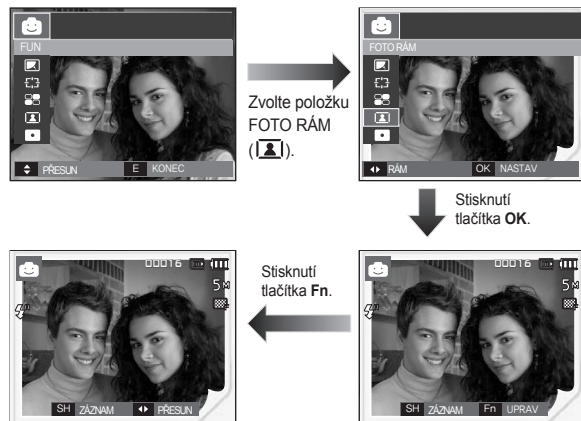 FUN
PŘESUN E KONEC
Zvolte položku
FOTO RÁM
( ).
FOTO RÁM
RÁM OK NASTAV
Stisknutí
tlačítka OK.
00016
5M
SH ZÁZNAM Fn UPRAV
Stisknutí
tlačítka Fn.
00016
5M
SH ZÁZNAM PŘESUN